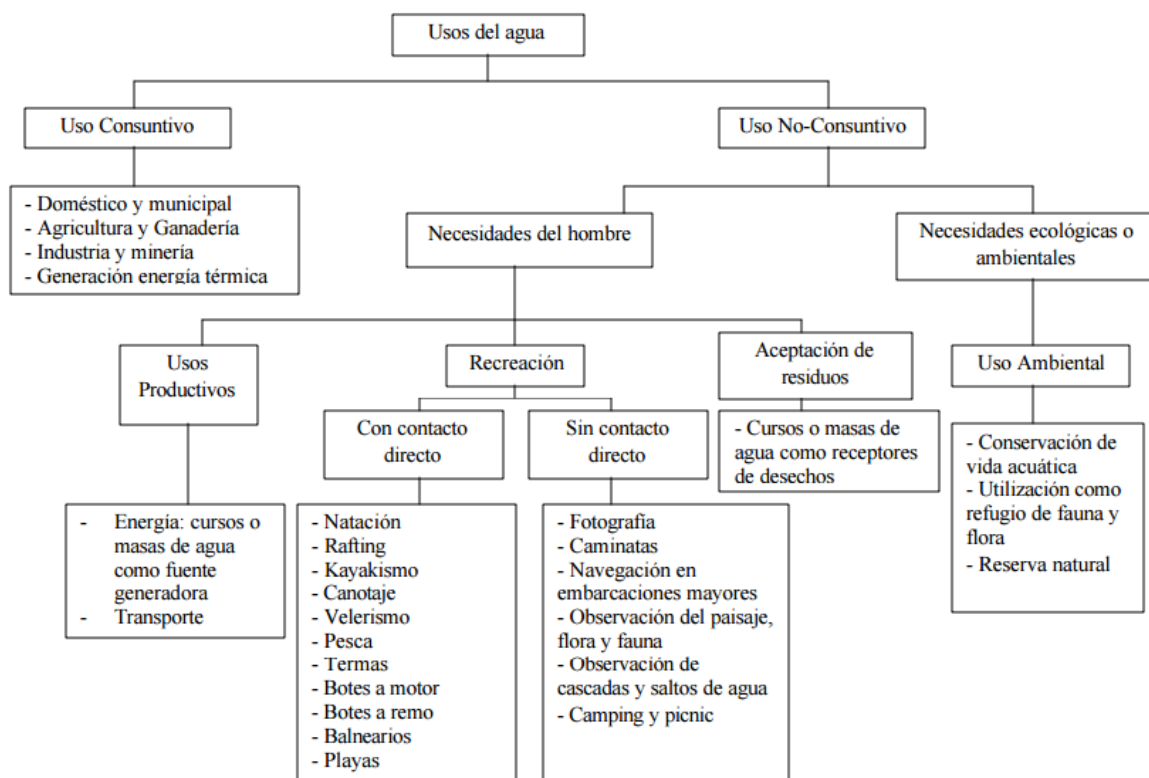 Usos del agua
Uso Consuntivo
Uso No-Consuntivo
- Doméstico y municipal
- Agricultura y Ganadería
- Industria y minería
- Generación energía térmica
Necesidades del hombre
Necesidades ecológicas o
ambientales
Usos
Productivos
Recreación
Aceptación de
residuos
Uso Ambiental
Con contacto
directo
Sin contacto
directo
- Cursos o masas de
agua como receptores
de desechos
- Conservación de
vida acuática
- Utilización como
refugio de fauna y
flora
- Reserva natural
- Energía: cursos o
masas de agua
como fuente
generadora
- Transporte
- Natación
- Rafting
- Kayakismo
- Canotaje
- Velerismo
- Pesca
- Termas
- Botes a motor
- Botes a remo
- Balnearios
- Playas
- Fotografía
- Caminatas
- Navegación en
embarcaciones mayores
- Observación del paisaje,
flora y fauna
- Observación de
cascadas y saltos de agua
- Camping y picnic